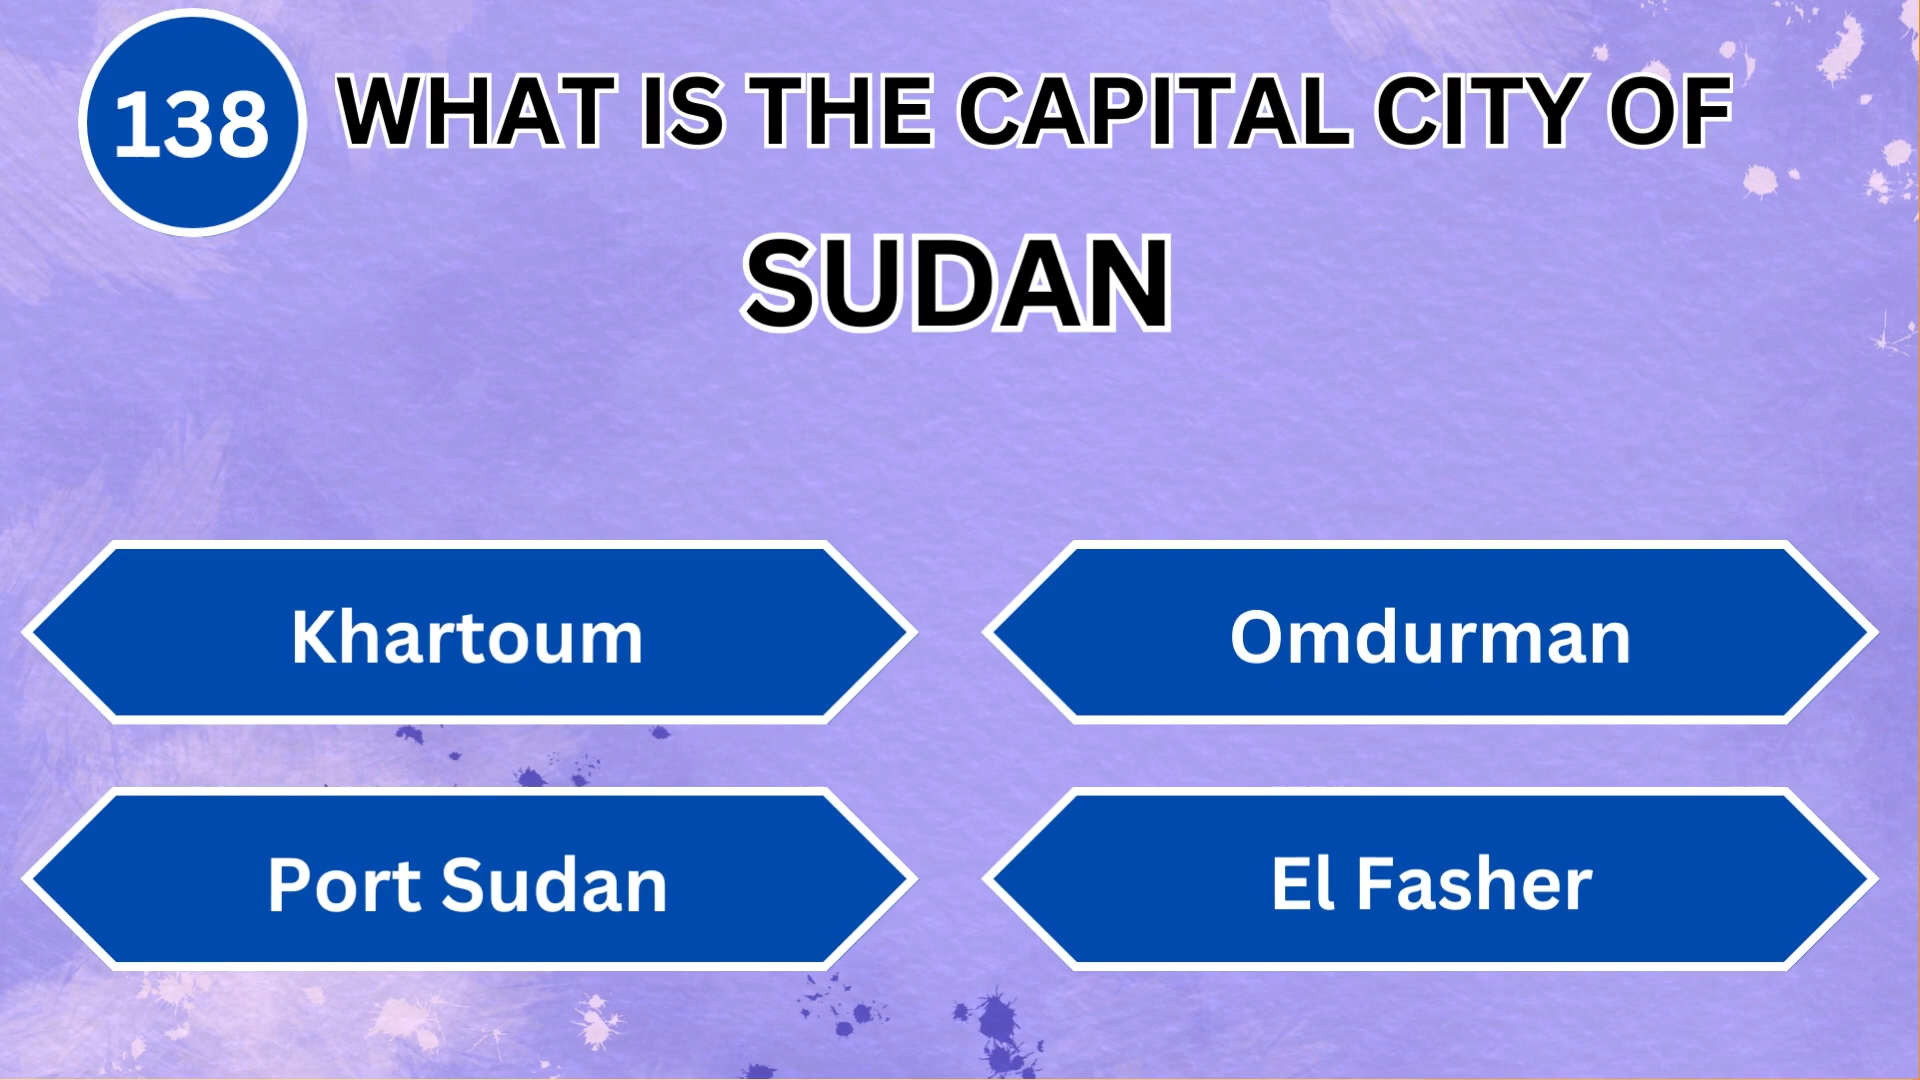 138
WHAT IS THE CAPITAL CITY OF
SUDAN
Khartoum
Omdurman
Port Sudan
El Fasher